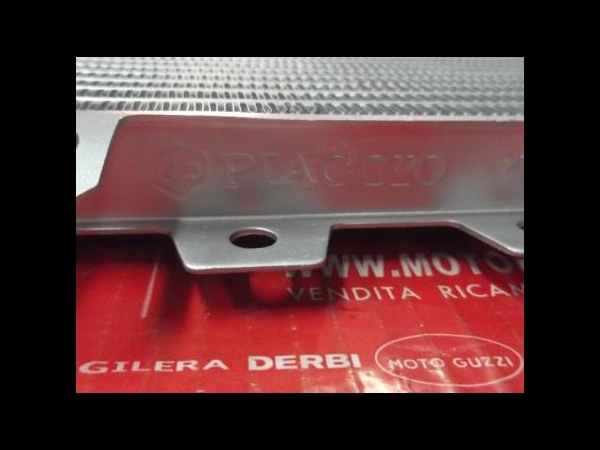 PIAGGIO
WWW.MOTO
VENDITA RICAM
GILERA DERBI MOTO GUZZI